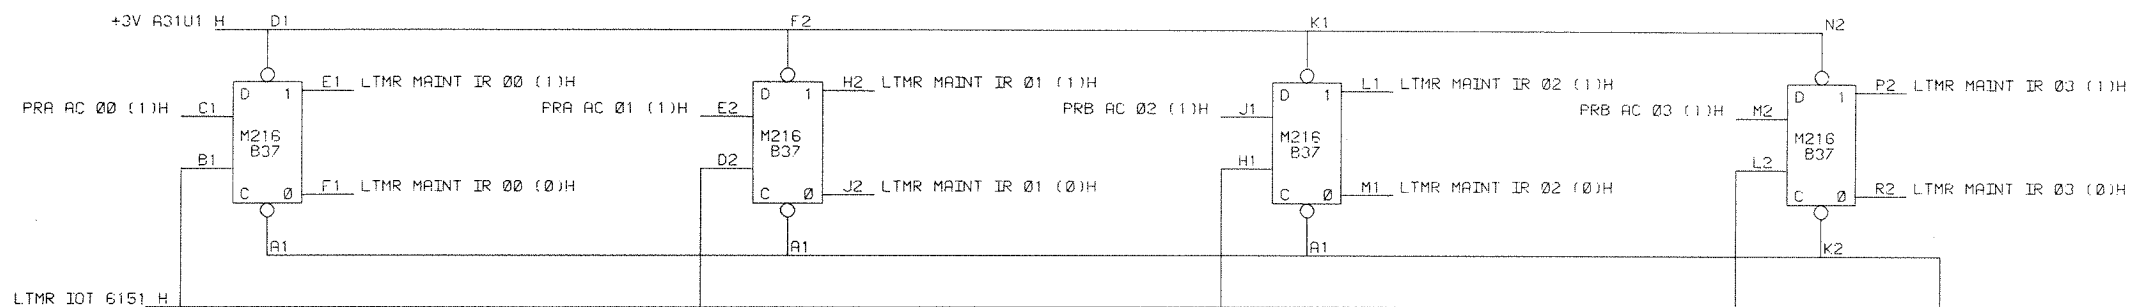 +3V A31U1 H D1 F2 K1 N2
E1 LTMR MAINT IR 00 (1)H H2 LTMR MAINT IR 01 (1)H L1 LTMR MAINT IR 02 (1)H P2 LTMR MAINT IR 03 (1)H
D 1 D 1 D 1 D 1
PRA AC 00 (1)H C1 PRA AC 01 (1)H E2 PRB AC 02 (1)H J1 PRB AC 03 (1)H M2
M216 M216 M216 M216
B37 B37 B37 B37
B1 D2 H1 L2
C 0 F1 LTMR MAINT IR 00 (0)H C 0 J2 LTMR MAINT IR 01 (0)H C 0 M1 LTMR MAINT IR 02 (0)H C 0 R2 LTMR MAINT IR 03 (0)H
A1 A1 A1 K2
LTMR IOT 6151 H